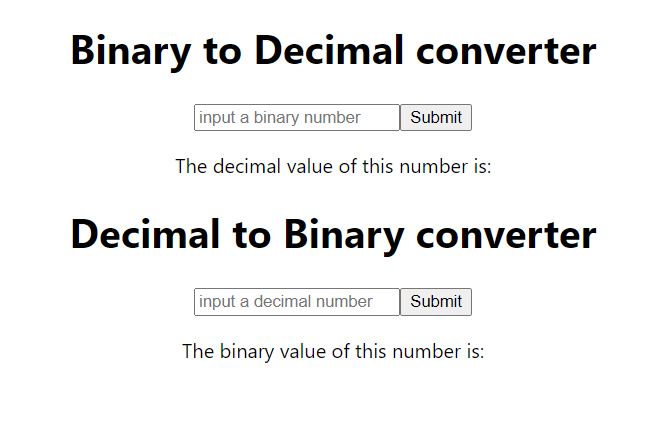 Binary to Decimal converter
input a binary number Submit
The decimal value of this number is:
Decimal to Binary converter
input a decimal number Submit
The binary value of this number is: